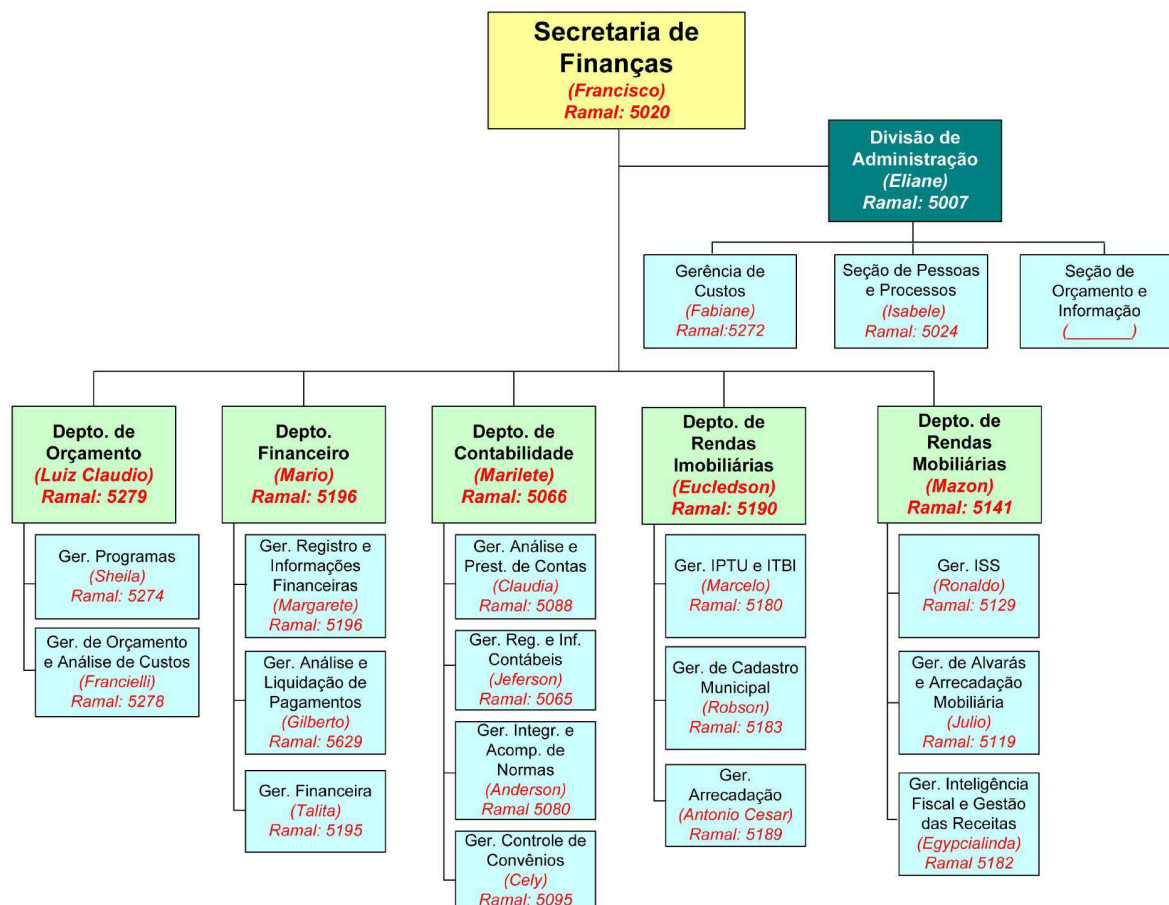 Secretaria de
Finanças
(Francisco)
Ramal: 5020
Divisão de
Administração
(Eliane)
Ramal: 5007
Gerência de
Custos
(Fabiane)
Ramal:5272
Seção de Pessoas
e Processos
(Isabele)
Ramal: 5024
Seção de
Orçamento e
Informação
(________)
Depto. de
Orçamento
(Luiz Claudio)
Ramal: 5279
Ger. Programas
(Sheila)
Ramal: 5274
Ger. de Orçamento
e Análise de Custos
(Francielli)
Ramal: 5278
Depto.
Financeiro
(Mario)
Ramal: 5196
Ger. Registro e
Informações
Financeiras
(Margarete)
Ramal: 5196
Ger. Análise e
Liquidação de
Pagamentos
(Gilberto)
Ramal: 5629
Ger. Financeira
(Talita)
Ramal: 5195
Depto. de
Contabilidade
(Marilete)
Ramal: 5066
Ger. Análise e
Prest. de Contas
(Claudia)
Ramal: 5088
Ger. Reg. e Inf.
Contábeis
(Jeferson)
Ramal: 5065
Ger. Integr. e
Acomp. de
Normas
(Anderson)
Ramal 5080
Ger. Controle de
Convênios
(Cely)
Ramal: 5095
Depto. de
Rendas
Imobiliárias
(Eucledson)
Ramal: 5190
Ger. IPTU e ITBI
(Marcelo)
Ramal: 5180
Ger. de Cadastro
Municipal
(Robson)
Ramal: 5183
Ger.
Arrecadação
(Antonio Cesar)
Ramal: 5189
Depto. de
Rendas
Mobiliárias
(Mazon)
Ramal: 5141
Ger. ISS
(Ronaldo)
Ramal: 5129
Ger. de Alvarás
e Arrecadação
Mobiliária
(Julio)
Ramal: 5119
Ger. Inteligência
Fiscal e Gestão
das Receitas
(Egypcialinda)
Ramal 5182